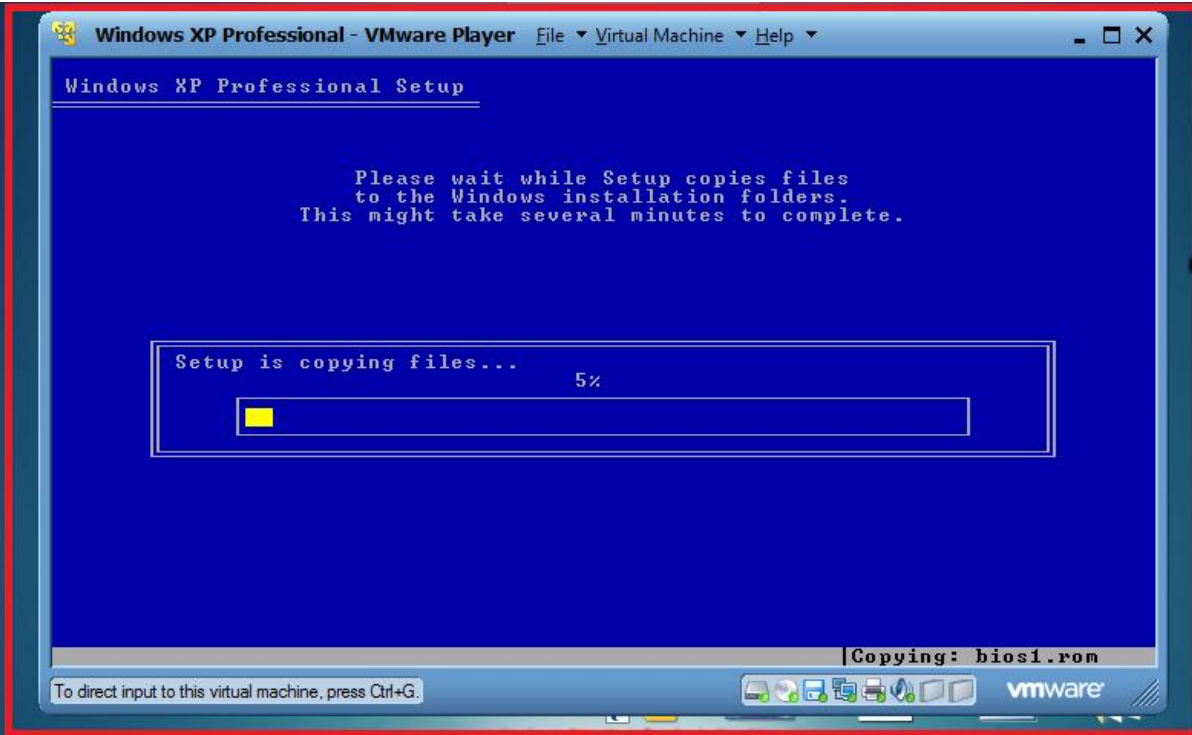 Windows XP Professional - VMware Player File Virtual Machine Help
Windows XP Professional Setup
Please wait while Setup copies files
to the Windows installation folders.
This might take several minutes to complete.
Setup is copying files...
5%
Copying: bios1.rom
To direct input to this virtual machine, press Ctrl+G.
vmware